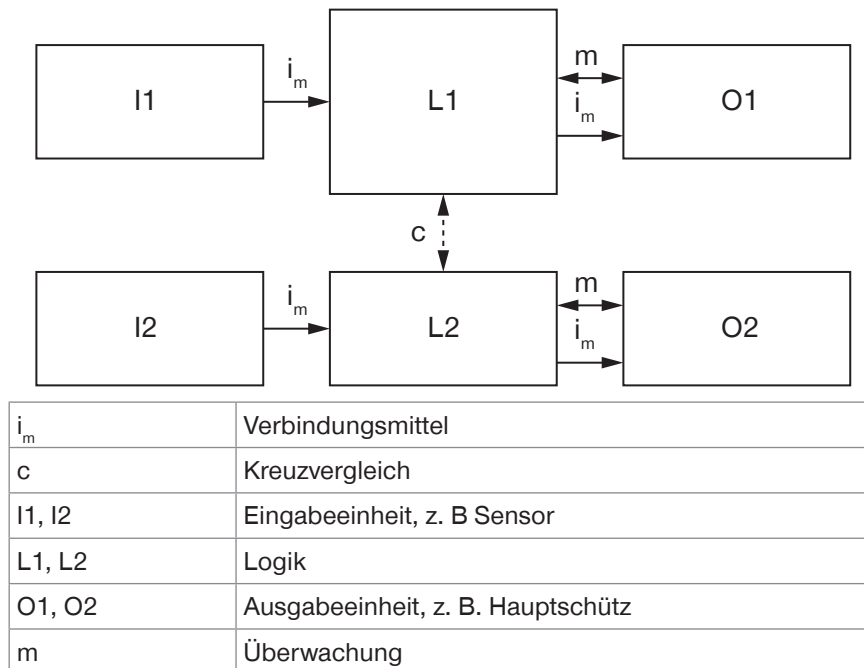 I1
i_m
L1
m
i_m
O1
c
I2
i_m
L2
m
i_m
O2
i_m Verbindungsmittel
c Kreuzvergleich
I1, I2 Eingabeeinheit, z. B Sensor
L1, L2 Logik
O1, O2 Ausgabeeinheit, z. B. Hauptschütz
m Überwachung